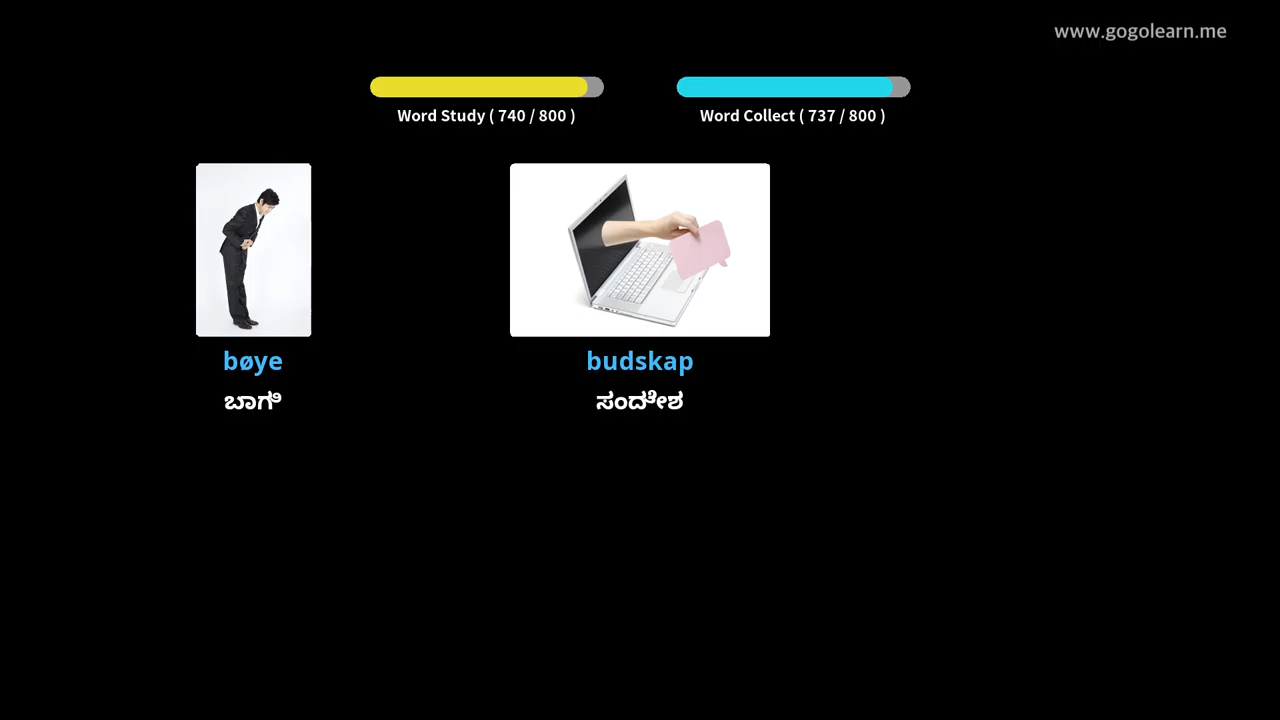 www.gogolearn.me
Word Study ( 740 / 800 )
Word Collect ( 737 / 800 )
bøye
budskap
ಬಾಗಿ
ಸಂದೇಶ